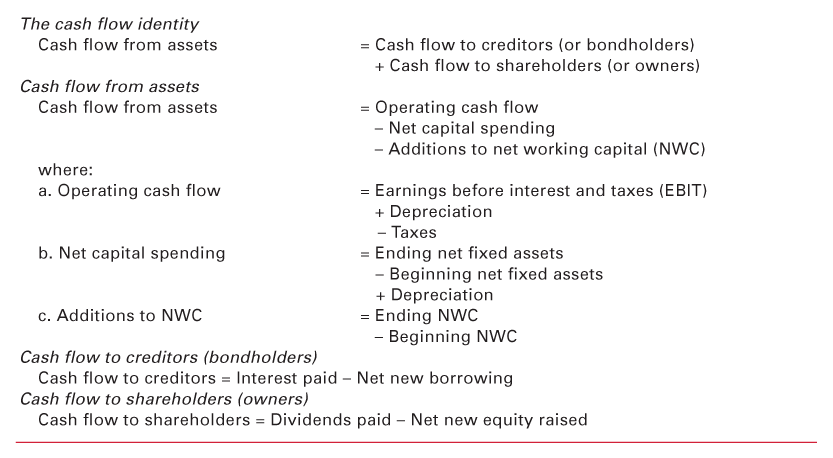 The cash flow identity
Cash flow from assets = Cash flow to creditors (or bondholders)
+ Cash flow to shareholders (or owners)
Cash flow from assets
Cash flow from assets = Operating cash flow
– Net capital spending
– Additions to net working capital (NWC)
where:
a. Operating cash flow = Earnings before interest and taxes (EBIT)
+ Depreciation
– Taxes
b. Net capital spending = Ending net fixed assets
– Beginning net fixed assets
+ Depreciation
c. Additions to NWC = Ending NWC
– Beginning NWC
Cash flow to creditors (bondholders)
Cash flow to creditors = Interest paid – Net new borrowing
Cash flow to shareholders (owners)
Cash flow to shareholders = Dividends paid – Net new equity raised